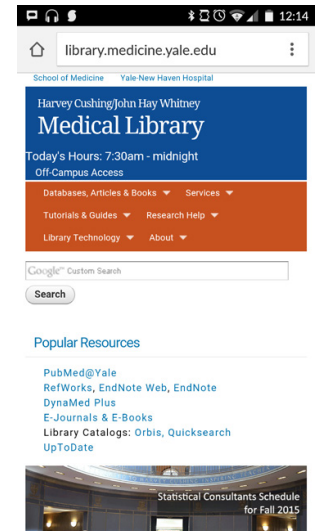 12:14
library.medicine.yale.edu
School of Medicine Yale-New Haven Hospital
Harvey Cushing/John Hay Whitney
Medical Library
Today's Hours: 7:30am - midnight
Off-Campus Access
Databases, Articles & Books Services
Tutorials & Guides Research Help
Library Technology About
Google™ Custom Search
Search
Popular Resources
PubMed@Yale
RefWorks, EndNote Web, EndNote
DynaMed Plus
E-Journals & E-Books
Library Catalogs: Orbis, Quicksearch
UpToDate
Statistical Consultants Schedule
for Fall 2015